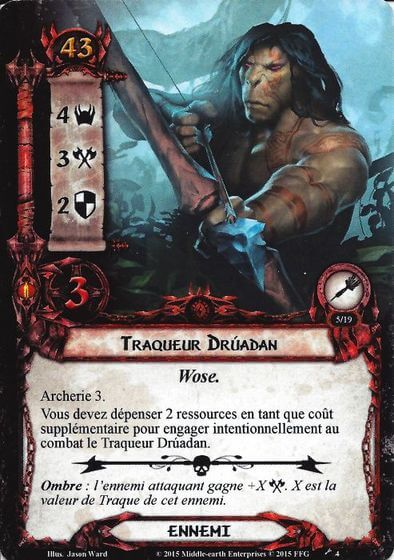 43
4
3
2
3
5/19
Traqueur Drúadan
Wose.
Archerie 3.
Vous devez dépenser 2 ressources en tant que coût
supplémentaire pour engager intentionnellement au
combat le Traqueur Drúadan.
Ombre : l'ennemi attaquant gagne +X . X est la
valeur de Traque de cet ennemi.
ENNEMI
Illus. Jason Ward © 2015 Middle-earth Enterprises © 2015 FFG